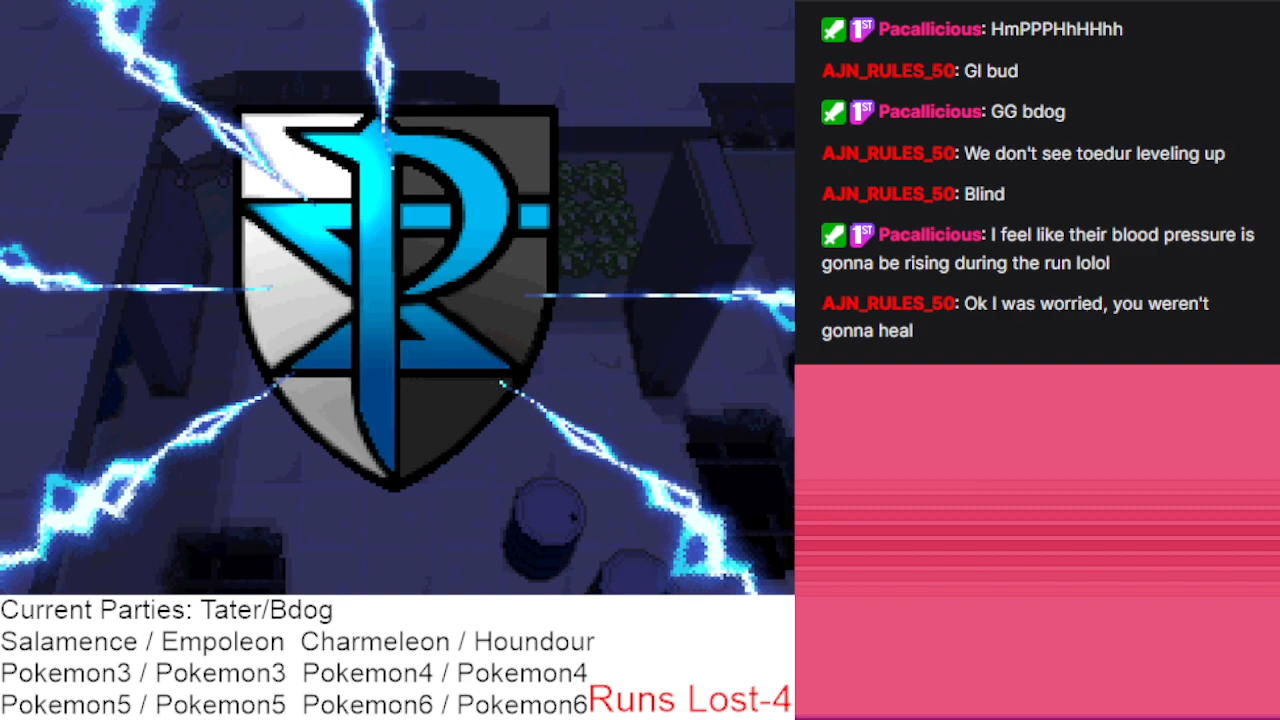 1ST Pacallicious: HmPPPHhHHhh
AJN_RULES_50: Gl bud
1ST Pacallicious: GG bdog
AJN_RULES_50: We don't see toedur leveling up
AJN_RULES_50: Blind
1ST Pacallicious: I feel like their blood pressure is
gonna be rising during the run lolol
AJN_RULES_50: Ok I was worried, you weren't
gonna heal
P
Current Parties: Tater/Bdog
Salamence / Empoleon Charmeleon / Houndour
Pokemon3 / Pokemon3 Pokemon4 / Pokemon4
Pokemon5 / Pokemon5 Pokemon6 / Pokemon6
Runs Lost-4